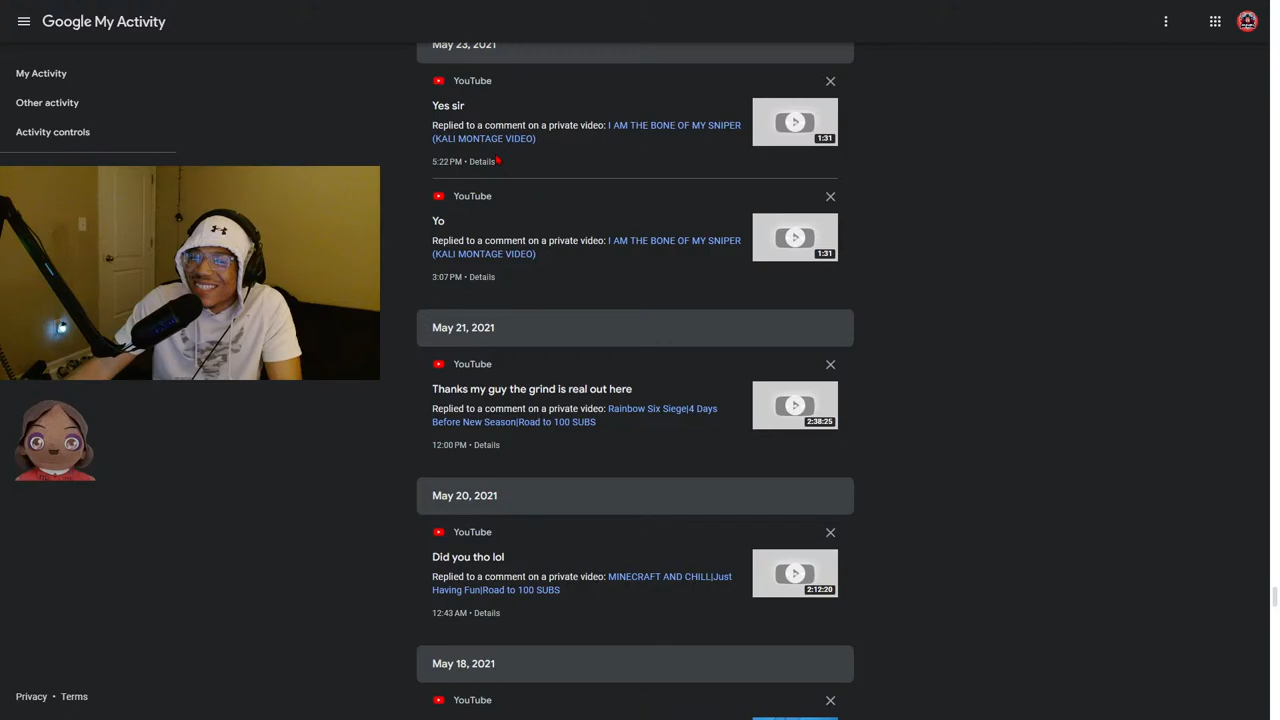 Google My Activity
My Activity
Other activity
Activity controls
May 23, 2021
YouTube
Yes sir
Replied to a comment on a private video: I AM THE BONE OF MY SNIPER
(KALI MONTAGE VIDEO)
1:31
5:22 PM • Details
YouTube
Yo
Replied to a comment on a private video: I AM THE BONE OF MY SNIPER
(KALI MONTAGE VIDEO)
1:31
3:07 PM • Details
May 21, 2021
YouTube
Thanks my guy the grind is real out here
Replied to a comment on a private video: Rainbow Six Siege|4 Days
Before New Season|Road to 100 SUBS
2:38:25
12:00 PM • Details
May 20, 2021
YouTube
Did you tho lol
Replied to a comment on a private video: MINECRAFT AND CHILL|Just
Having Fun|Road to 100 SUBS
2:12:20
12:43 AM • Details
May 18, 2021
YouTube
Privacy • Terms